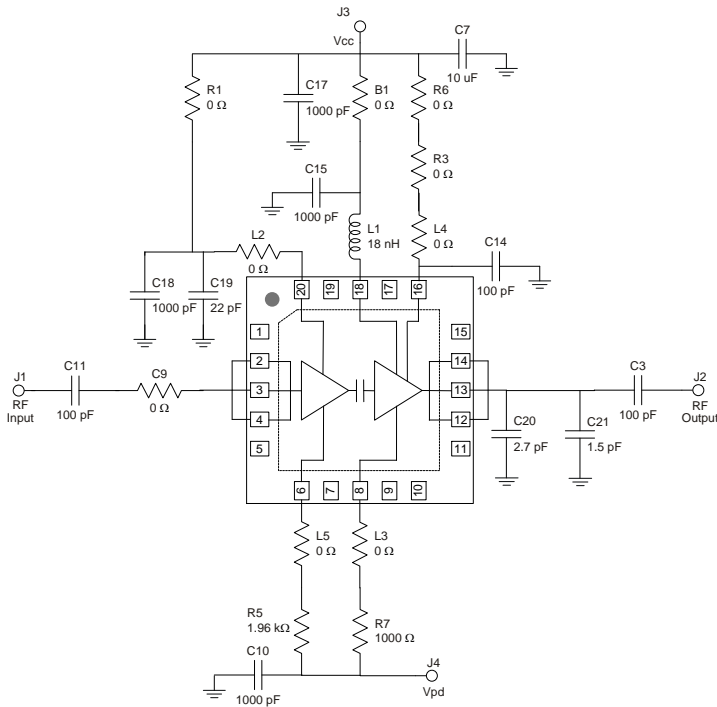 J3
Vcc
C7
10 uF
R1
0 Ω
C17
1000 pF
B1
0 Ω
R6
0 Ω
R3
0 Ω
C15
1000 pF
L1
18 nH
L4
0 Ω
C14
100 pF
L2
0 Ω
C18
1000 pF
C19
22 pF
20
19
18
17
16
1
15
2
14
J1
RF
Input
C11
100 pF
C9
0 Ω
3
13
C3
100 pF
J2
RF
Output
4
12
C20
2.7 pF
C21
1.5 pF
5
11
6
7
8
9
10
L5
0 Ω
L3
0 Ω
R5
1.96 kΩ
R7
1000 Ω
C10
1000 pF
J4
Vpd